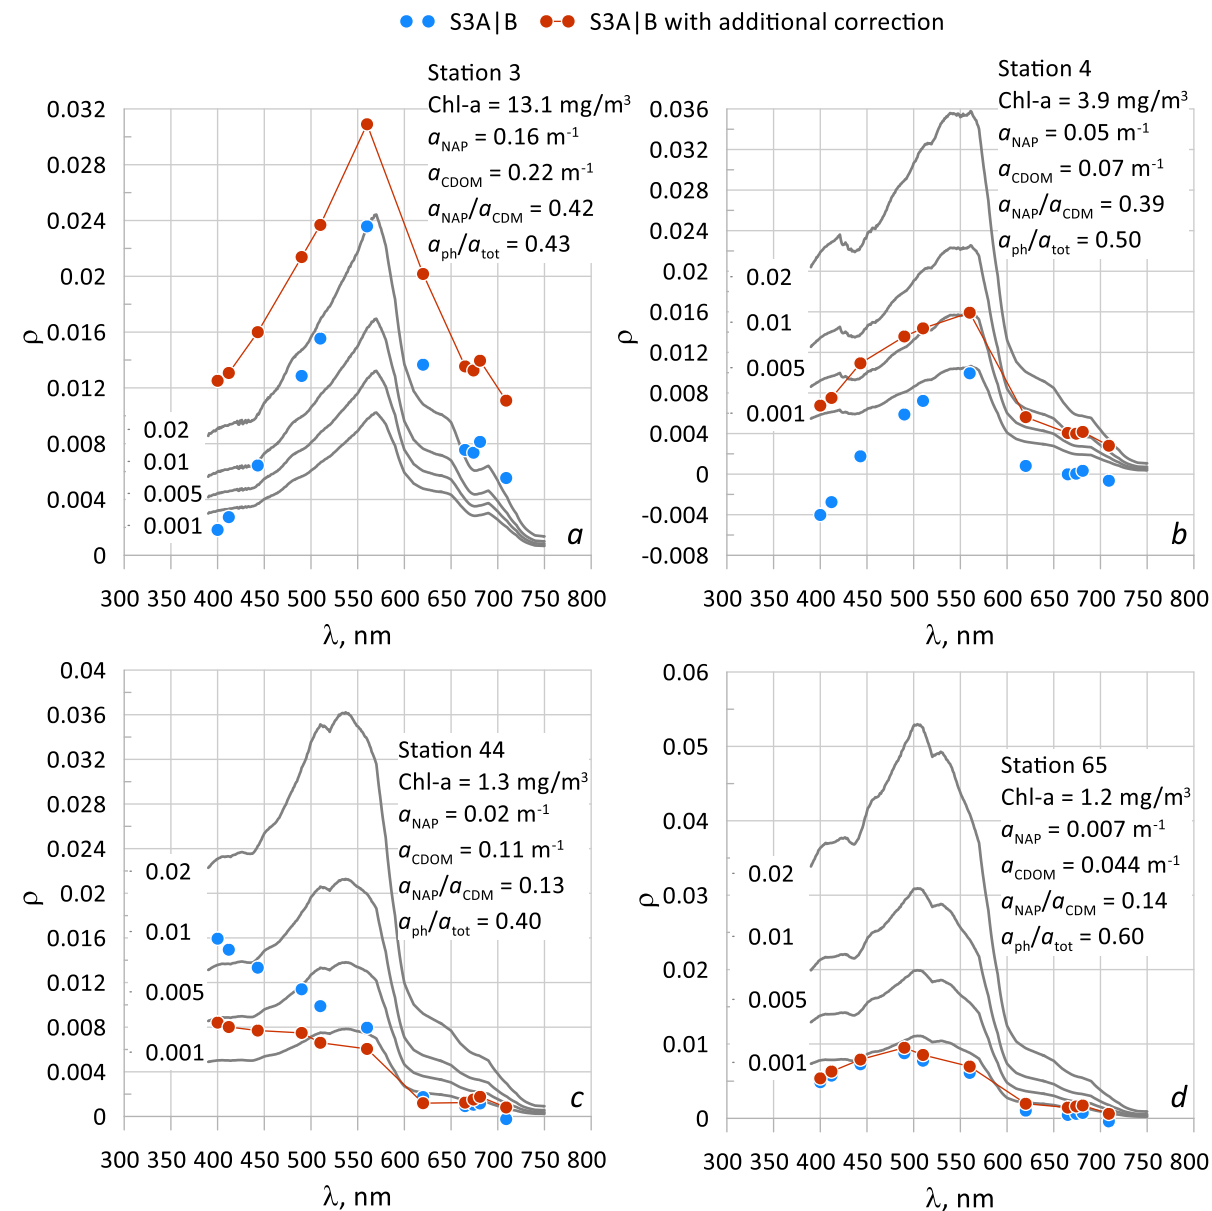 S3A|B S3A|B with additional correction
Station 3
Chl-a = 13.1 mg/m³
aNAP = 0.16 m⁻¹
aCDOM = 0.22 m⁻¹
aNAP/aCDM = 0.42
aph/atot = 0.43
0.032
0.028
0.024
0.02
0.016
0.012
0.008
0.004
0
ρ
0.02
0.01
0.005
0.001
a
300 350 400 450 500 550 600 650 700 750 800
λ, nm
Station 4
Chl-a = 3.9 mg/m³
aNAP = 0.05 m⁻¹
aCDOM = 0.07 m⁻¹
aNAP/aCDM = 0.39
aph/atot = 0.50
0.036
0.032
0.028
0.024
0.02
0.016
0.012
0.008
0.004
0
-0.004
-0.008
ρ
0.02
0.01
0.005
0.001
b
300 350 400 450 500 550 600 650 700 750 800
λ, nm
Station 44
Chl-a = 1.3 mg/m³
aNAP = 0.02 m⁻¹
aCDOM = 0.11 m⁻¹
aNAP/aCDM = 0.13
aph/atot = 0.40
0.04
0.036
0.032
0.028
0.024
0.02
0.016
0.012
0.008
0.004
0
ρ
0.02
0.01
0.005
0.001
c
300 350 400 450 500 550 600 650 700 750 800
λ, nm
Station 65
Chl-a = 1.2 mg/m³
aNAP = 0.007 m⁻¹
aCDOM = 0.044 m⁻¹
aNAP/aCDM = 0.14
aph/atot = 0.60
0.06
0.05
0.04
0.03
0.02
0.01
0
ρ
0.02
0.01
0.005
0.001
d
300 350 400 450 500 550 600 650 700 750 800
λ, nm